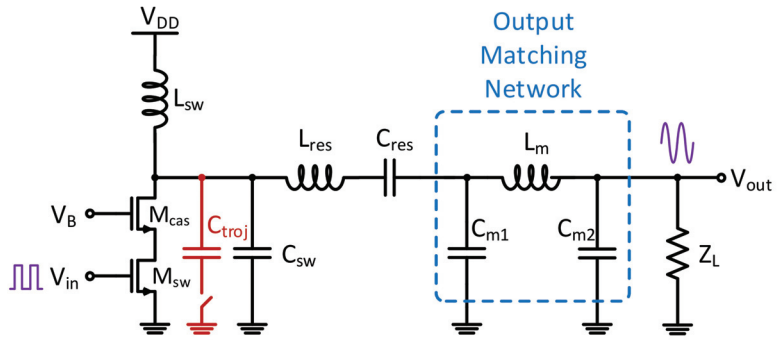 Output
Matching
Network
VDD
Lsw
Lres
Cres
Lm
Vout
VB
Mcas
Ctroj
Csw
Cm1
Cm2
ZL
Vin
Msw